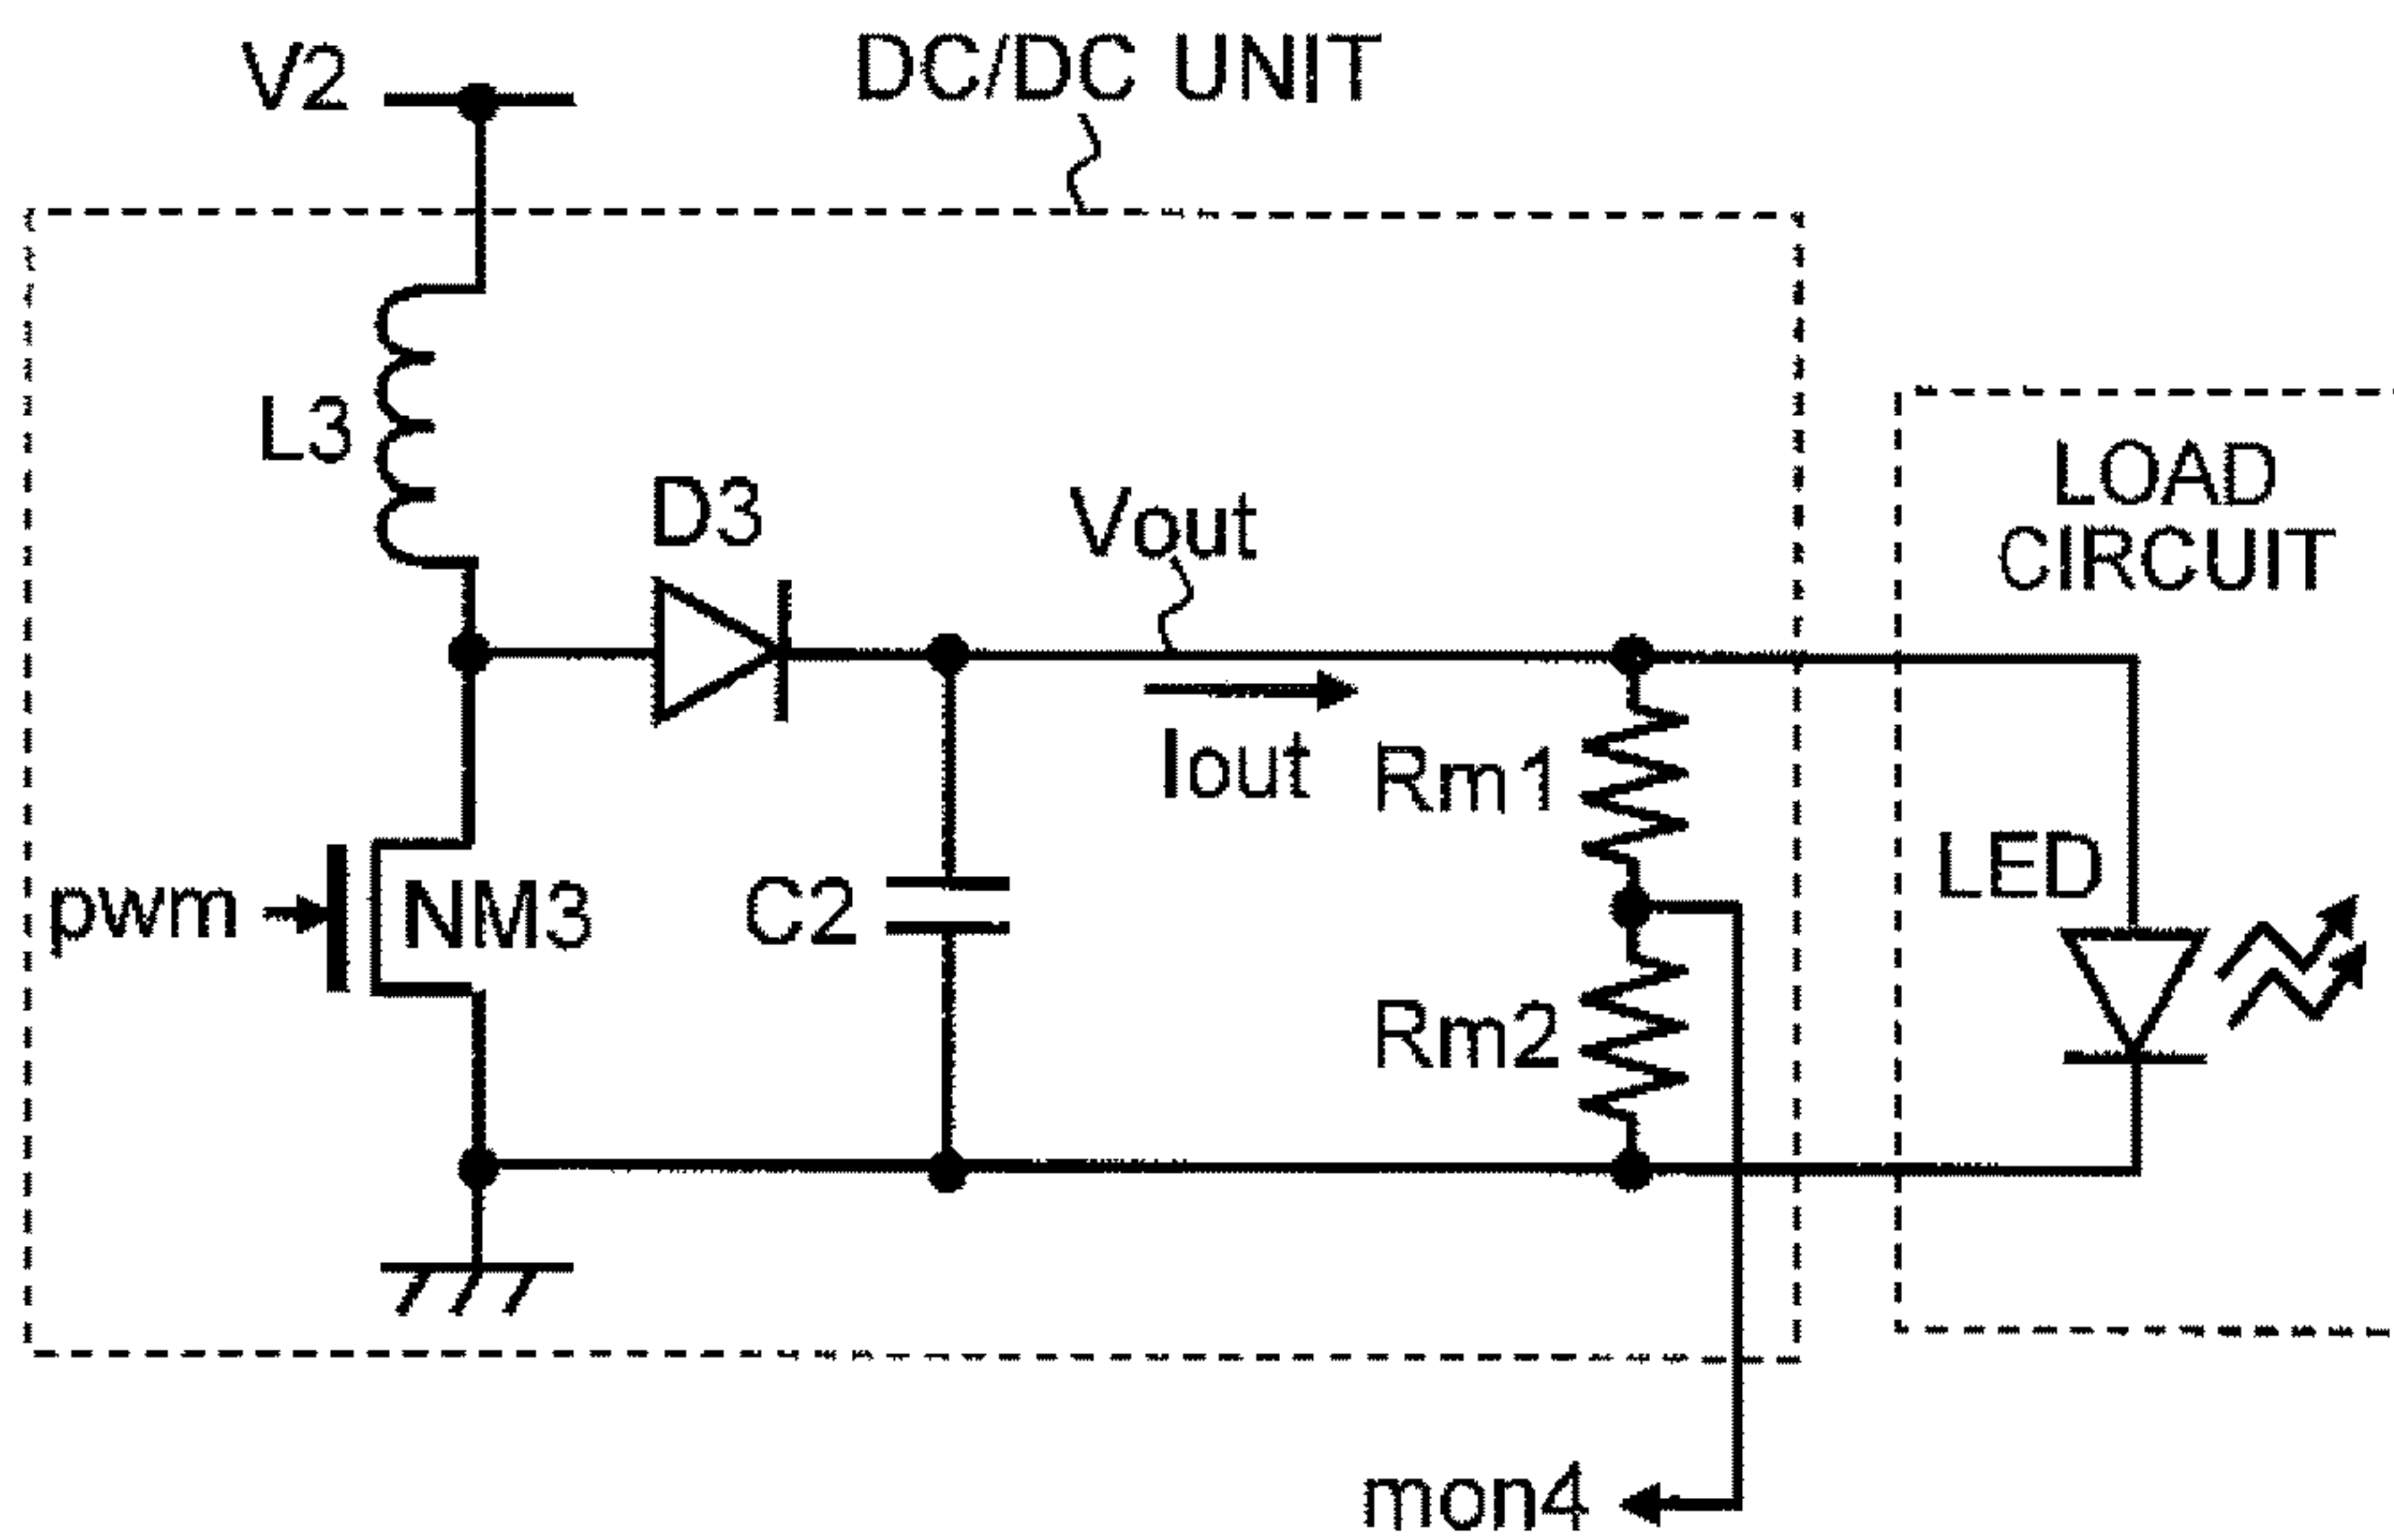 V2
DC/DC UNIT
L3
D3
Vout
LOAD
CIRCUIT
Iout
Rm1
LED
pwm
NM3
C2
Rm2
mon4